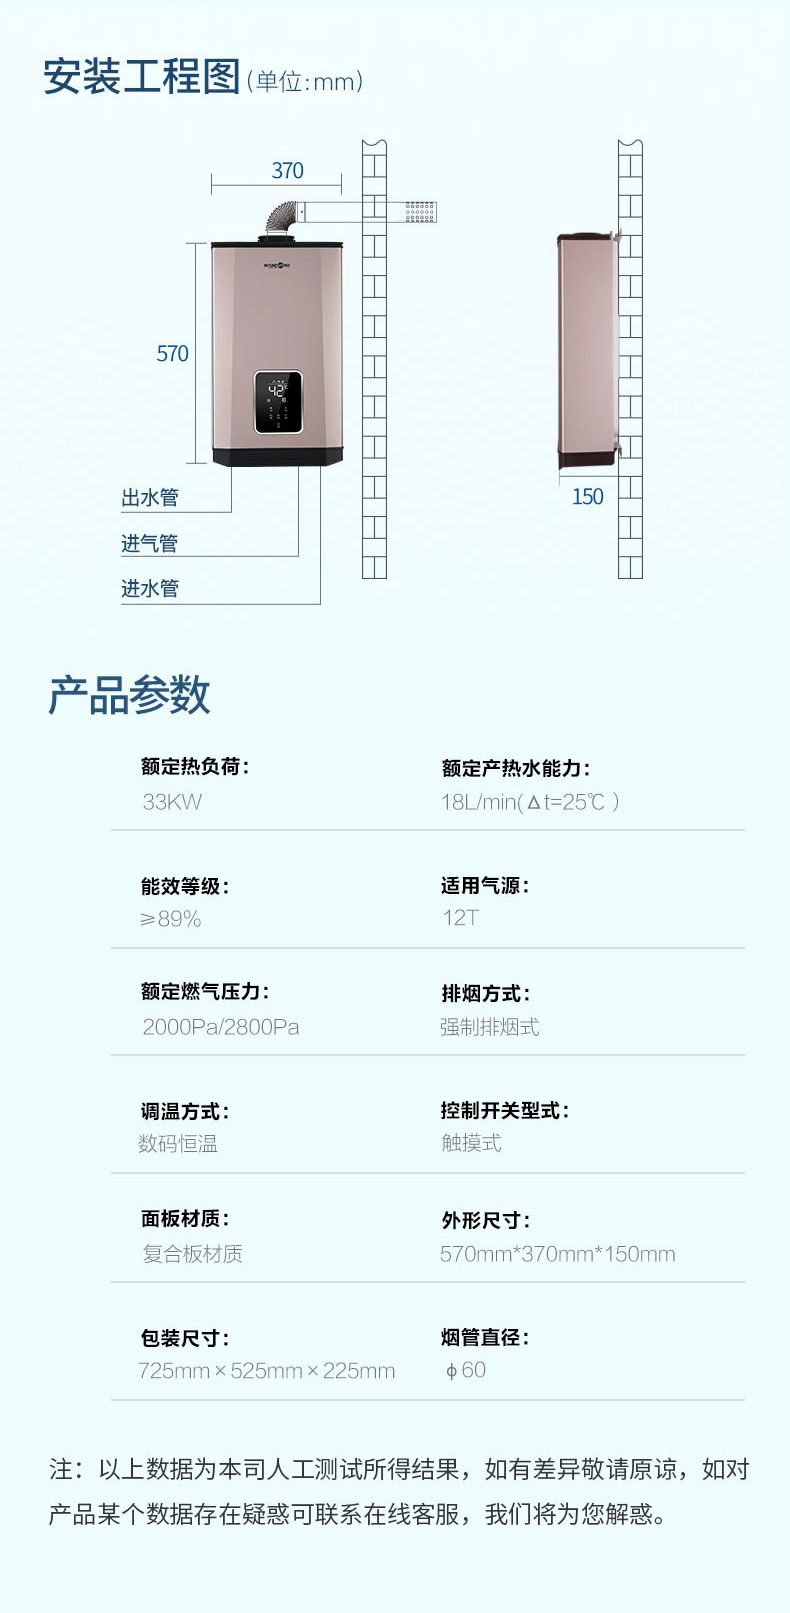 安装工程图(单位:mm)
370
570
42℃
150
出水管
进气管
进水管
产品参数
额定热负荷：
额定产热水能力：
33KW
18L/min(Δt=25℃ )
能效等级：
适用气源：
≥89%
12T
额定燃气压力：
排烟方式：
2000Pa/2800Pa
强制排烟式
调温方式：
控制开关型式：
数码恒温
触摸式
面板材质：
外形尺寸：
复合板材质
570mm*370mm*150mm
包装尺寸：
烟管直径：
725mm×525mm×225mm
ϕ60
注：以上数据为本司人工测试所得结果，如有差异敬请原谅，如对
产品某个数据存在疑惑可联系在线客服，我们将为您解惑。